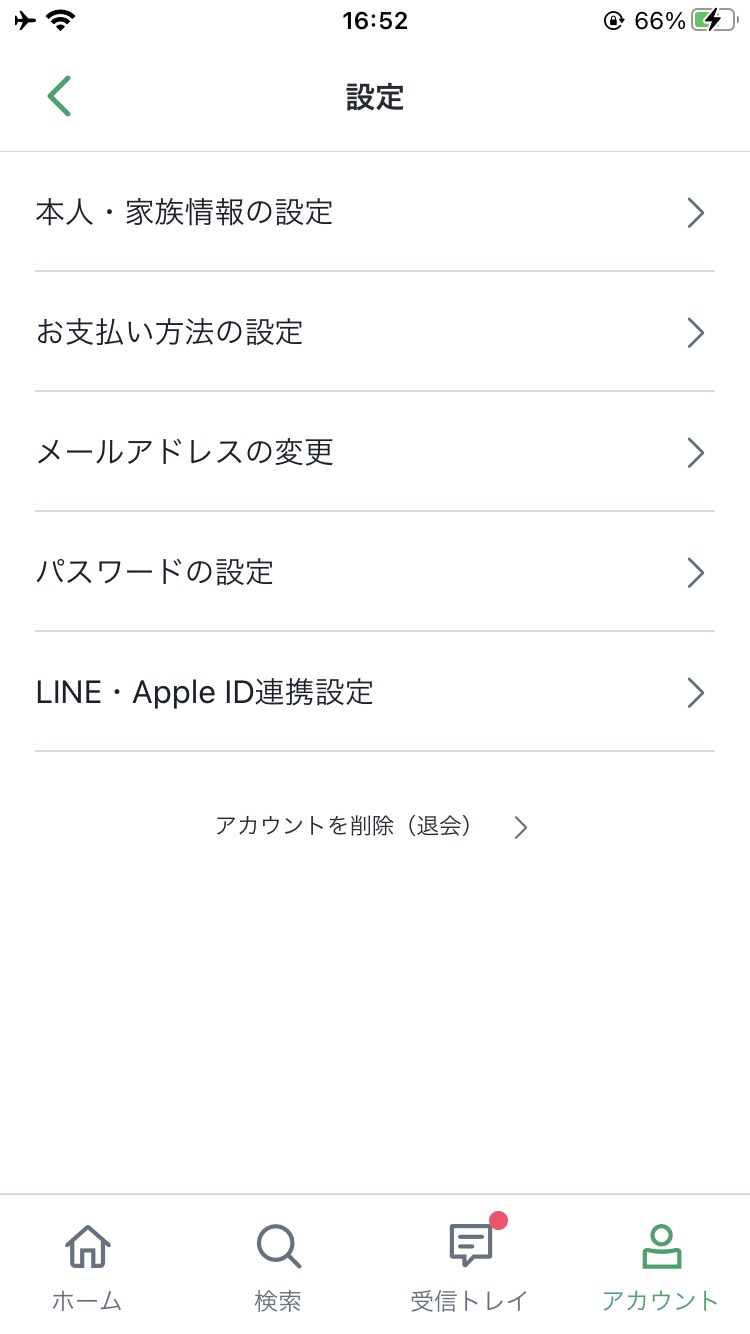 16:52
66%
設定
本人・家族情報の設定
お支払い方法の設定
メールアドレスの変更
パスワードの設定
LINE・Apple ID連携設定
アカウントを削除（退会）
ホーム
検索
受信トレイ
アカウント